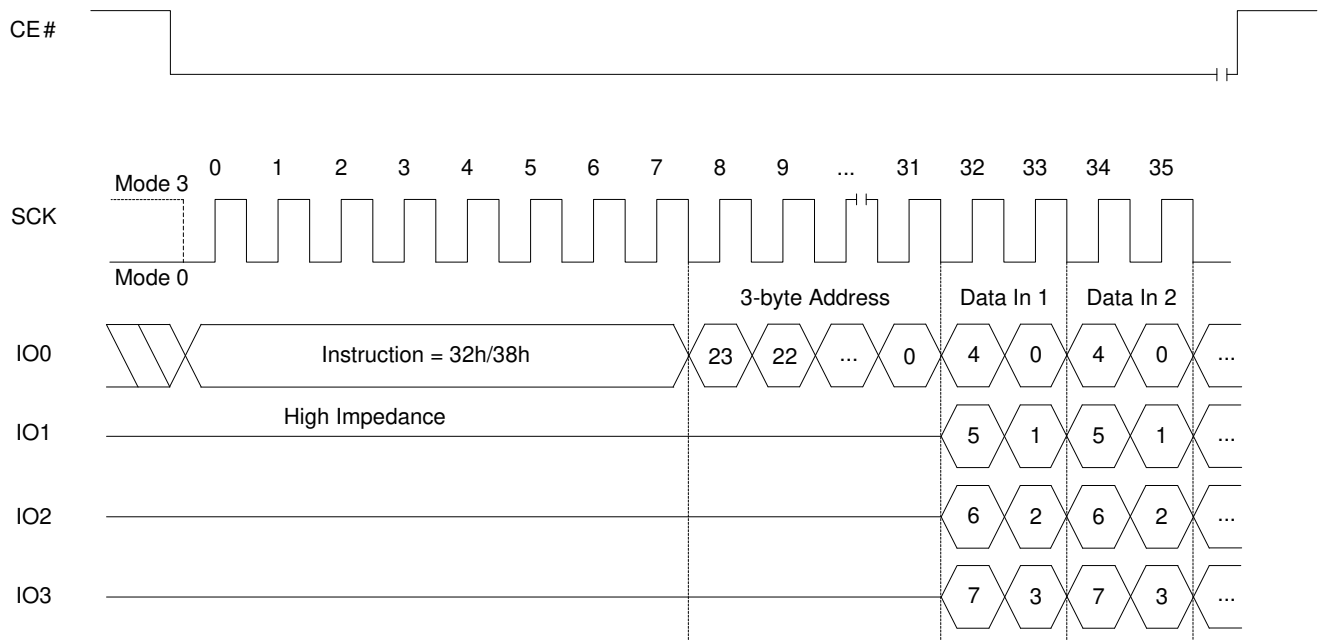 CE#
0 1 2 3 4 5 6 7 8 9 ... 31 32 33 34 35
Mode 3
SCK
Mode 0
3-byte Address Data In 1 Data In 2
IO0 Instruction = 32h/38h 23 22 ... 0 4 0 4 0 ...
High Impedance
IO1 5 1 5 1 ...
IO2 6 2 6 2 ...
IO3 7 3 7 3 ...